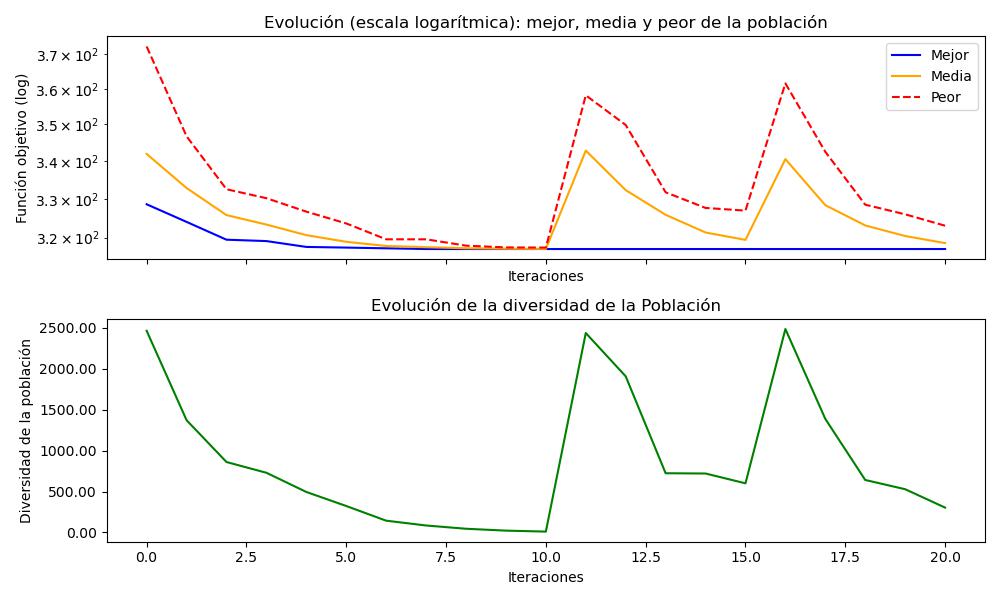 Evolución (escala logarítmica): mejor, media y peor de la población
Función objetivo (log)
3.7 × 10²
3.6 × 10²
3.5 × 10²
3.4 × 10²
3.3 × 10²
3.2 × 10²
Mejor
Media
Peor
Iteraciones
Evolución de la diversidad de la Población
Diversidad de la población
2500.00
2000.00
1500.00
1000.00
500.00
0.00
0.0 2.5 5.0 7.5 10.0 12.5 15.0 17.5 20.0
Iteraciones